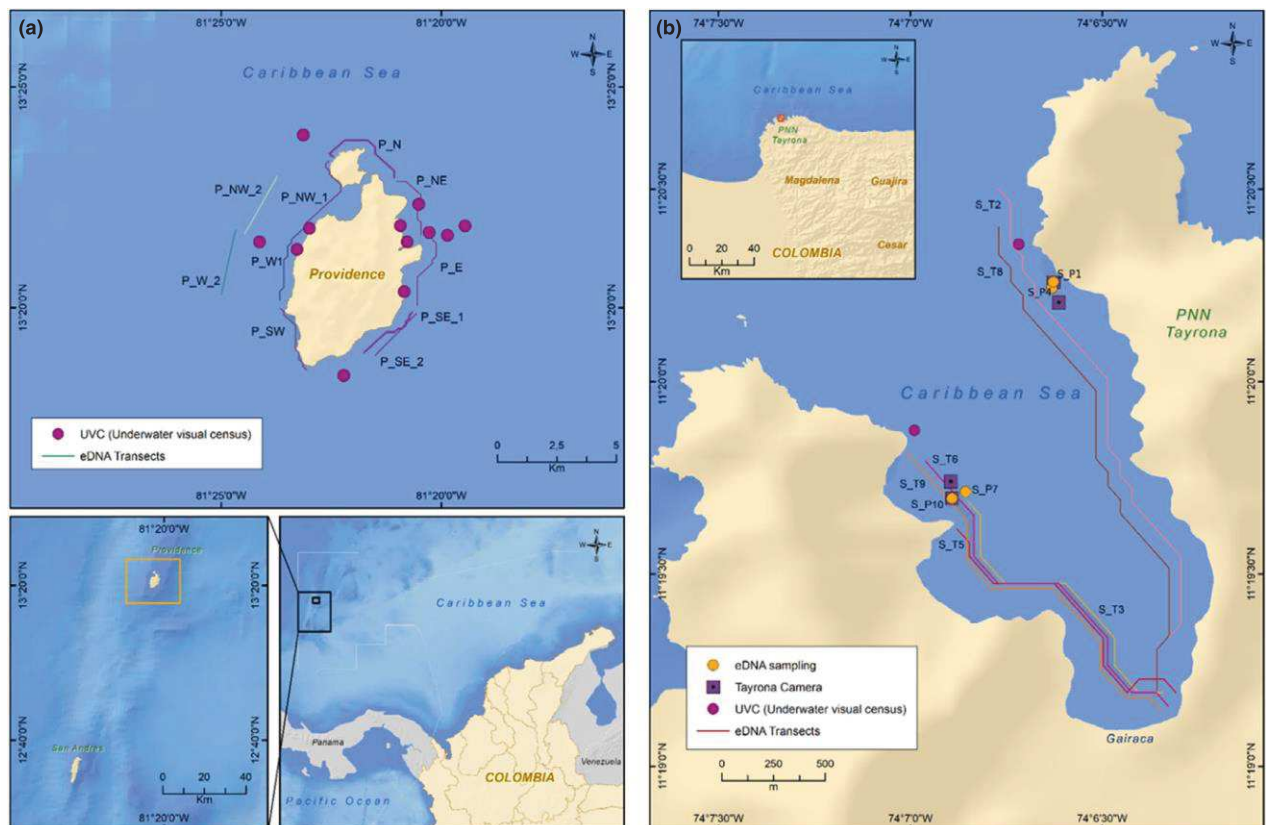 (a)
81°25'0"W
81°20'0"W
N
W E
S
Caribbean Sea
13°25'0"N
13°25'0"N
P_N
P_NW_2
P_NW_1
P_NE
P_W1
Providence
P_E
P_W_2
13°20'0"N
13°20'0"N
P_SW
P_SE_1
P_SE_2
UVC (Underwater visual census)
eDNA Transects
0 2,5 5
Km
81°25'0"W
81°20'0"W
81°20'0"W
Providence
13°20'0"N
13°20'0"N
12°40'0"N
12°40'0"N
San Andres
0 20 40
Km
81°20'0"W
N
W E
S
Caribbean Sea
Panama
Venezuela
COLOMBIA
Pacific Ocean
(b)
74°7'30"W
74°7'0"W
74°6'30"W
N
W E
S
Caribbean Sea
PNN
Tayrona
Magdalena
Guajira
COLOMBIA
Cesar
0 20 40
Km
N
W E
S
11°20'30"N
11°20'30"N
S_T2
S_T8
S_P1
S_P4
PNN
Tayrona
11°20'0"N
11°20'0"N
Caribbean Sea
S_T6
S_T9
S_P7
S_P10
S_T5
11°19'30"N
11°19'30"N
S_T3
eDNA sampling
Tayrona Camera
UVC (Underwater visual census)
eDNA Transects
Gairaca
0 250 500
m
11°19'0"N
11°19'0"N
74°7'30"W
74°7'0"W
74°6'30"W